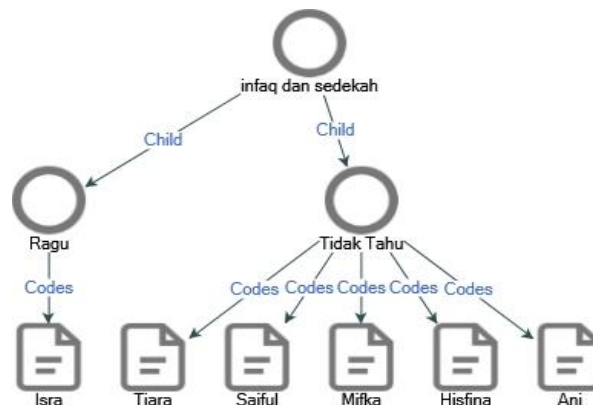 infaq dan sedekah
Child
Child
Ragu
Tidak Tahu
Codes
Codes
Codes
Codes
Codes
Codes
Isra
Tiara
Saiful
Mifka
Hisfina
Ani